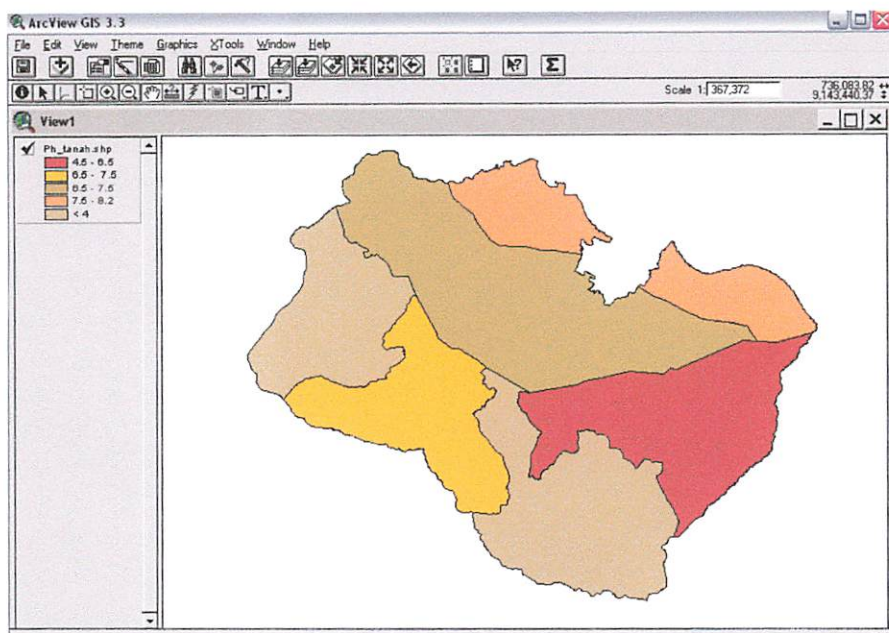 ArcView GIS 3.3
File Edit View Theme Graphics XTools Window Help
Scale 1: 367,372
736,083.82
9,143,440.37
View1
Ph_tanah.shp
4.5 - 6.5
6.5 - 7.5
6.5 - 7.5
7.5 - 8.2
< 4